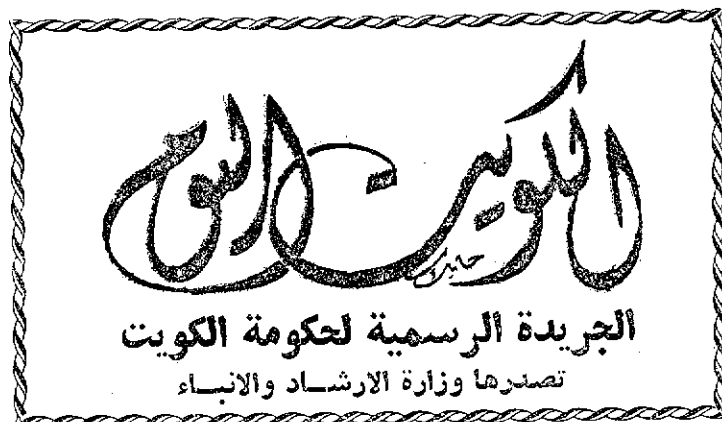 الكويت اليوم
الجريدة الرسمية لحكومة الكويت
تصدرها وزارة الارشاد والانباء